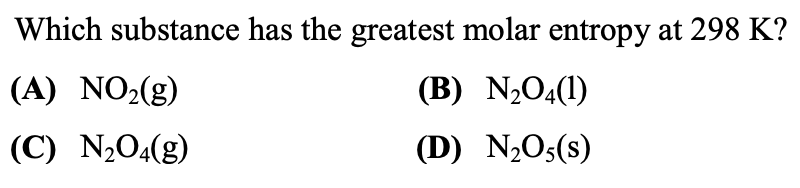 Which substance has the greatest molar entropy at 298 K?
(A) NO₂(g) (B) N₂O₄(l)
(C) N₂O₄(g) (D) N₂O₅(s)